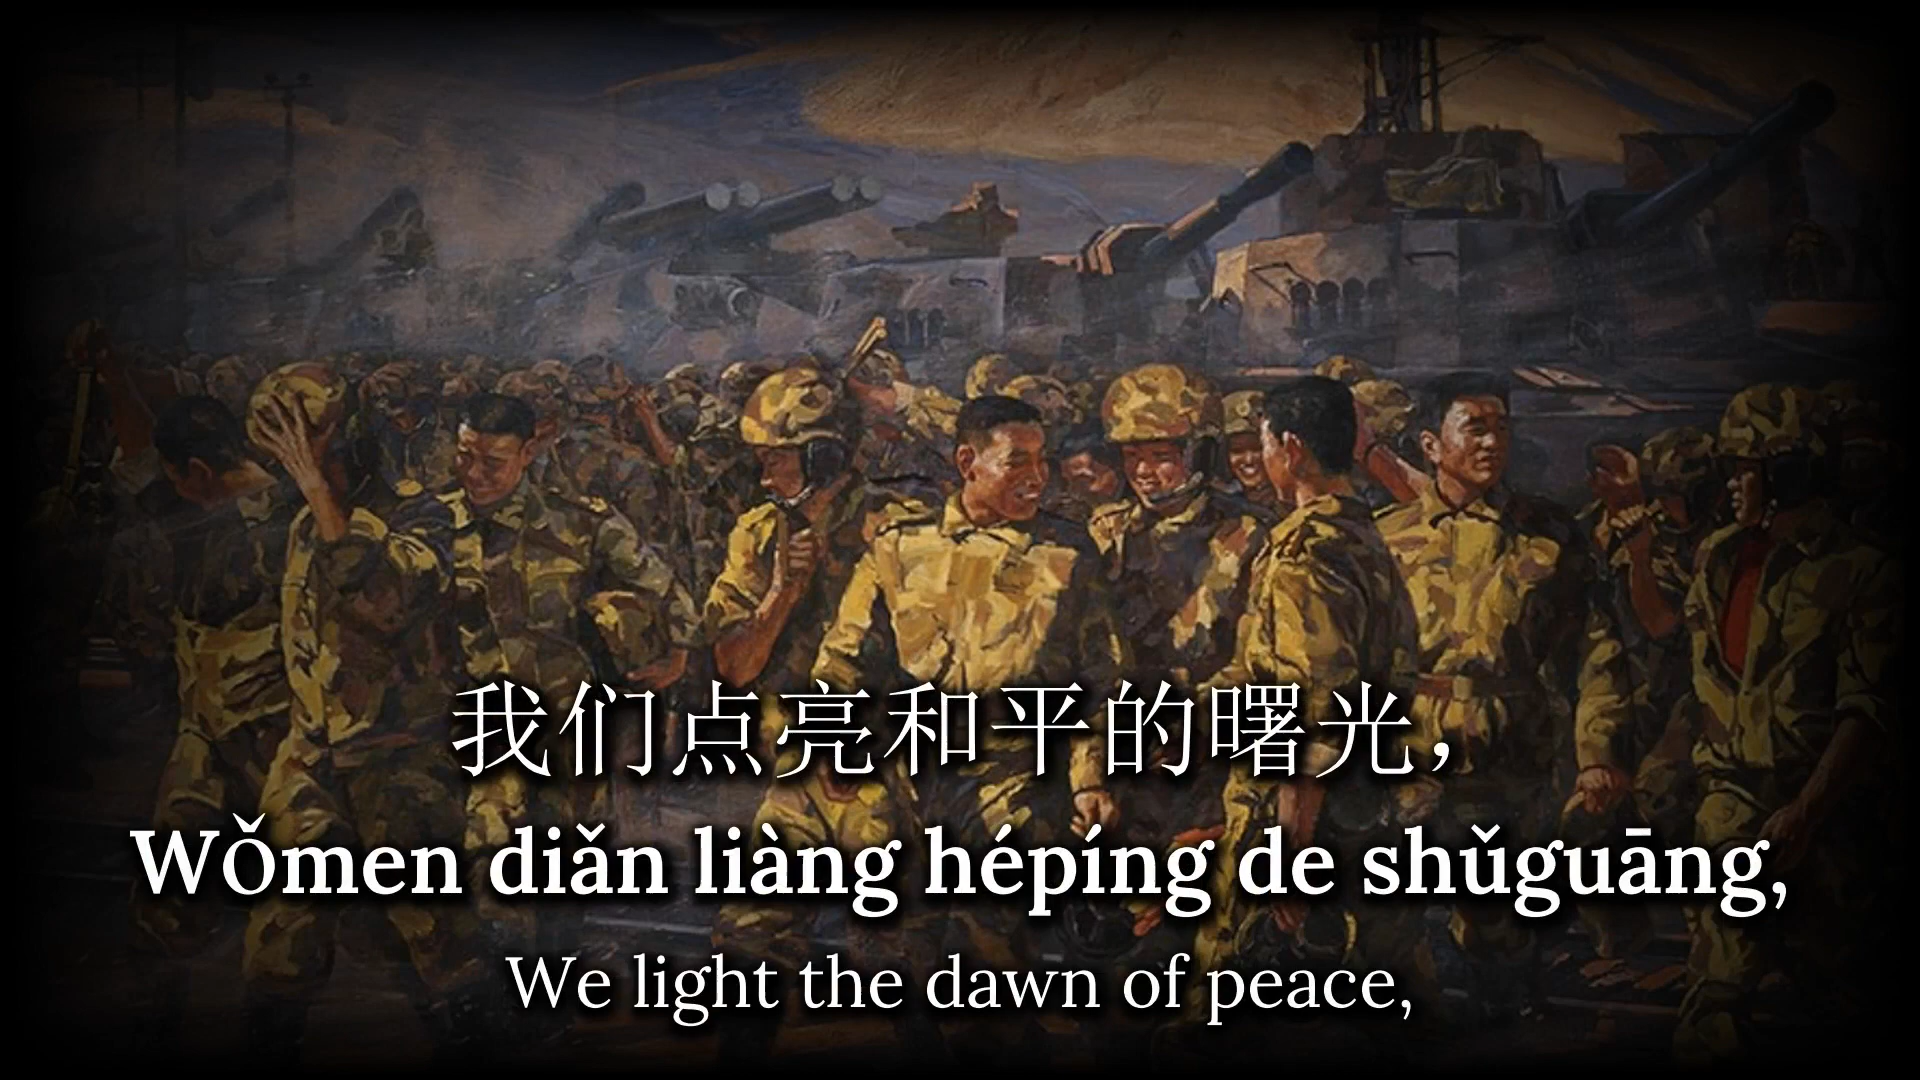 我们点亮和平的曙光，
Wǒmen diǎn liàng hépíng de shǔguāng,
We light the dawn of peace,